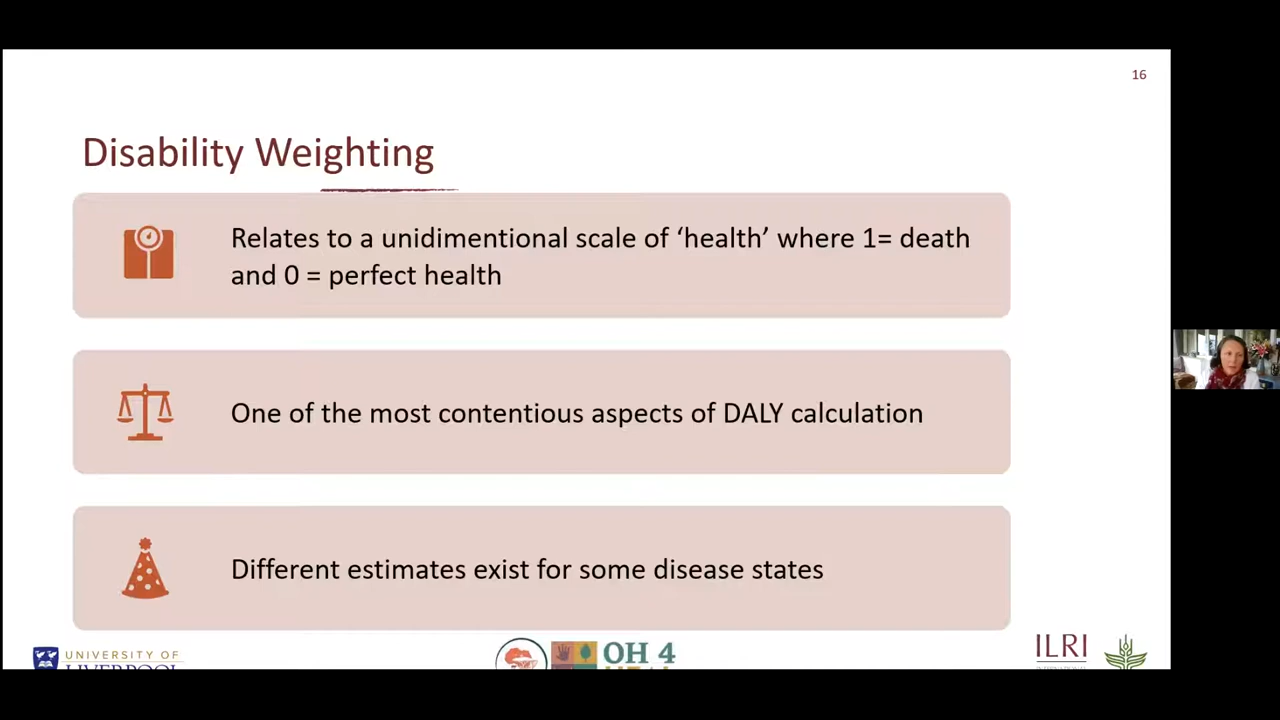 16
Disability Weighting
Relates to a unidimentional scale of ‘health’ where 1= death
and 0 = perfect health
One of the most contentious aspects of DALY calculation
Different estimates exist for some disease states
UNIVERSITY OF
LIVERPOOL
OH 4
ILRI